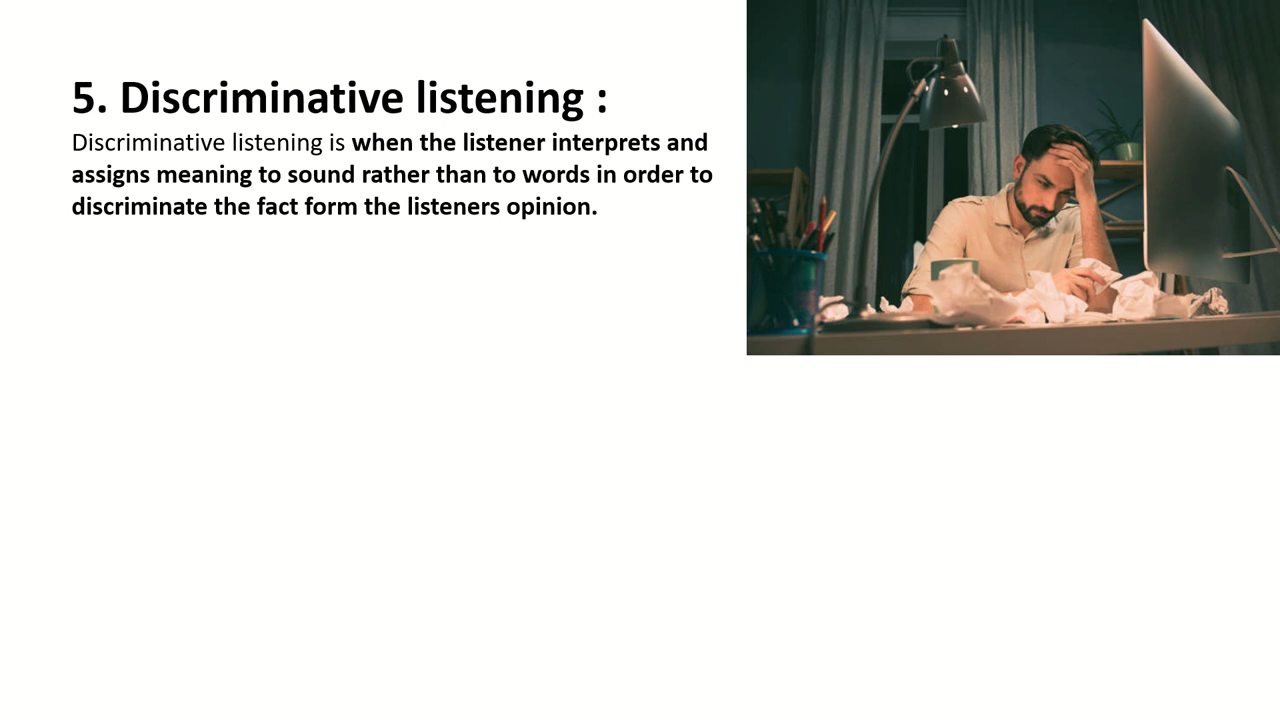 5. Discriminative listening :
Discriminative listening is when the listener interprets and
assigns meaning to sound rather than to words in order to
discriminate the fact form the listeners opinion.